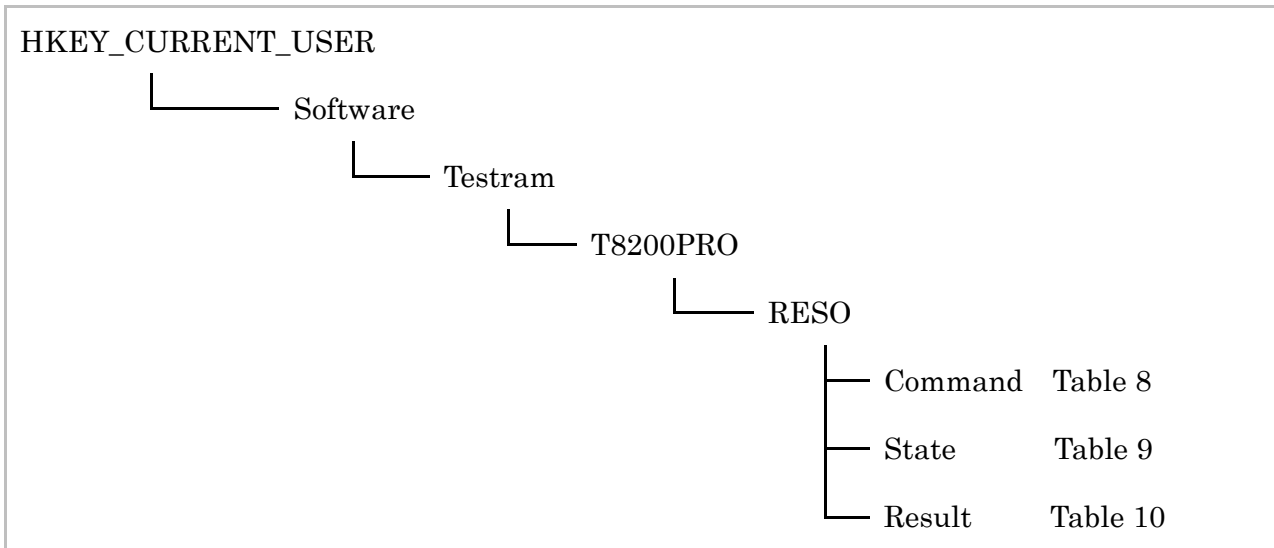 HKEY_CURRENT_USER
Software
Testram
T8200PRO
RESO
Command Table 8
State Table 9
Result Table 10